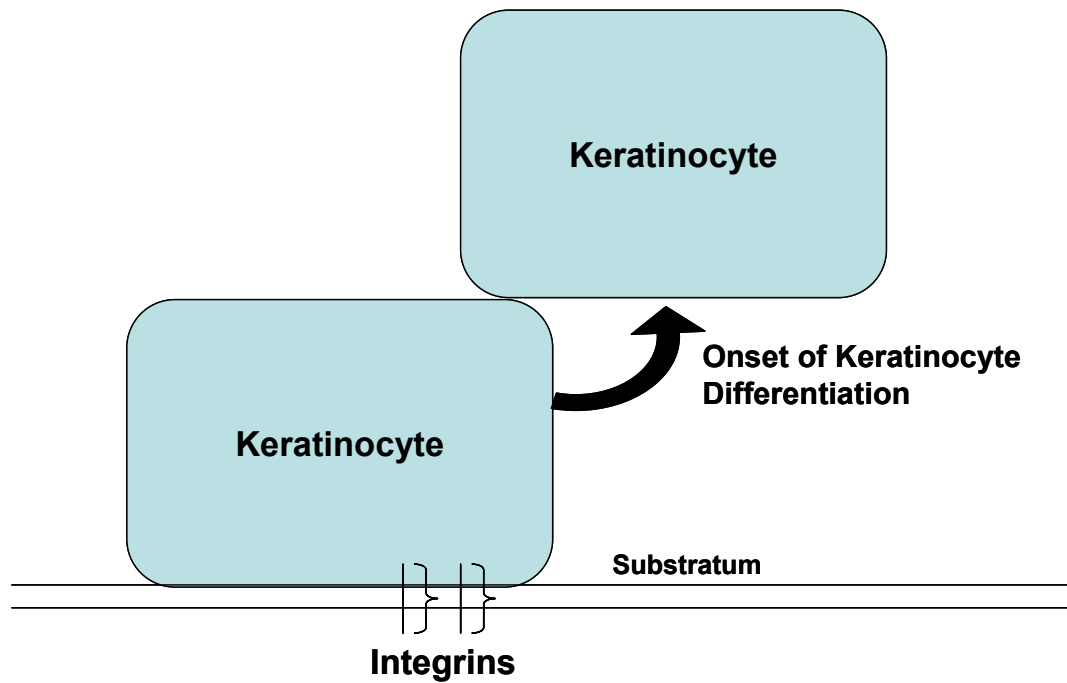 Keratinocyte
Onset of Keratinocyte
Differentiation
Keratinocyte
Substratum
Integrins